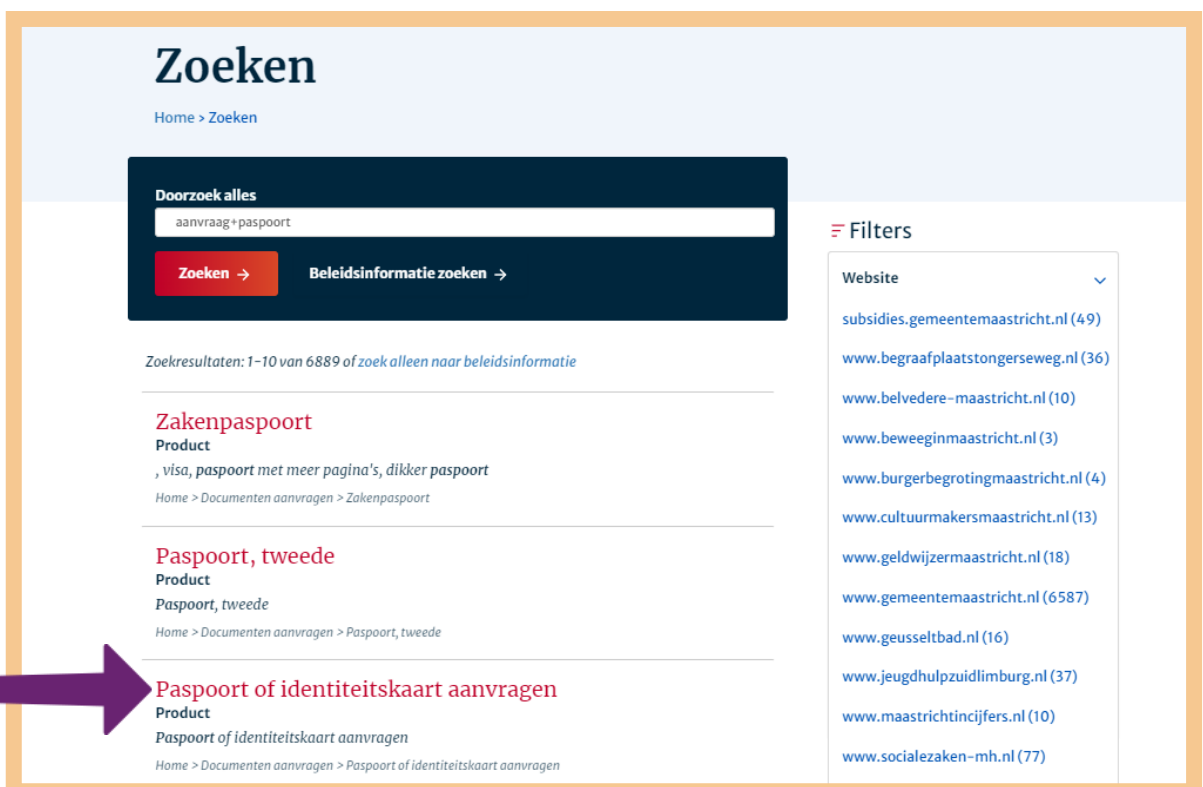 Zoeken
Home > Zoeken
Doorzoek alles
aanvraag+paspoort
Zoeken →
Beleidsinformatie zoeken →
Zoekresultaten: 1-10 van 6889 of zoek alleen naar beleidsinformatie
Zakenpaspoort
Product
, visa, paspoort met meer pagina's, dikker paspoort
Home > Documenten aanvragen > Zakenpaspoort
Paspoort, tweede
Product
Paspoort, tweede
Home > Documenten aanvragen > Paspoort, tweede
Paspoort of identiteitskaart aanvragen
Product
Paspoort of identiteitskaart aanvragen
Home > Documenten aanvragen > Paspoort of identiteitskaart aanvragen
Filters
Website
subsidies.gemeentemaastricht.nl (49)
www.begraafplaatstongerseweg.nl (36)
www.belvedere-maastricht.nl (10)
www.beweeginmaastricht.nl (3)
www.burgerbegrotingmaastricht.nl (4)
www.cultuurmakersmaastricht.nl (13)
www.geldwijzermaastricht.nl (18)
www.gemeentemaastricht.nl (6587)
www.geusseltbad.nl (16)
www.jeugdhulpzuidlimburg.nl (37)
www.maastrichtincijfers.nl (10)
www.socialezaken-mh.nl (77)